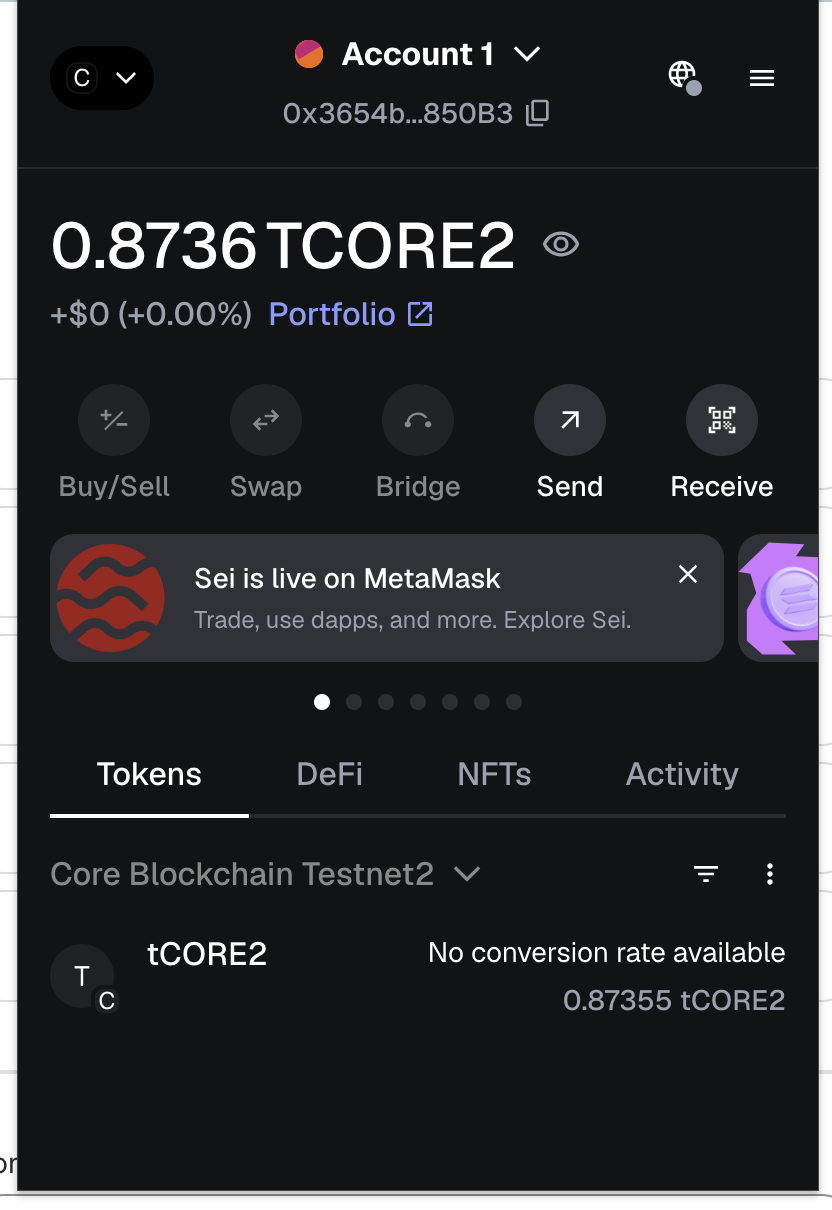 C
Account 1
0x3654b...850B3
0.8736 TCORE2
+$0 (+0.00%) Portfolio
Buy/Sell Swap Bridge Send Receive
Sei is live on MetaMask
Trade, use dapps, and more. Explore Sei.
Tokens DeFi NFTs Activity
Core Blockchain Testnet2
T C tCORE2 No conversion rate available
0.87355 tCORE2
or